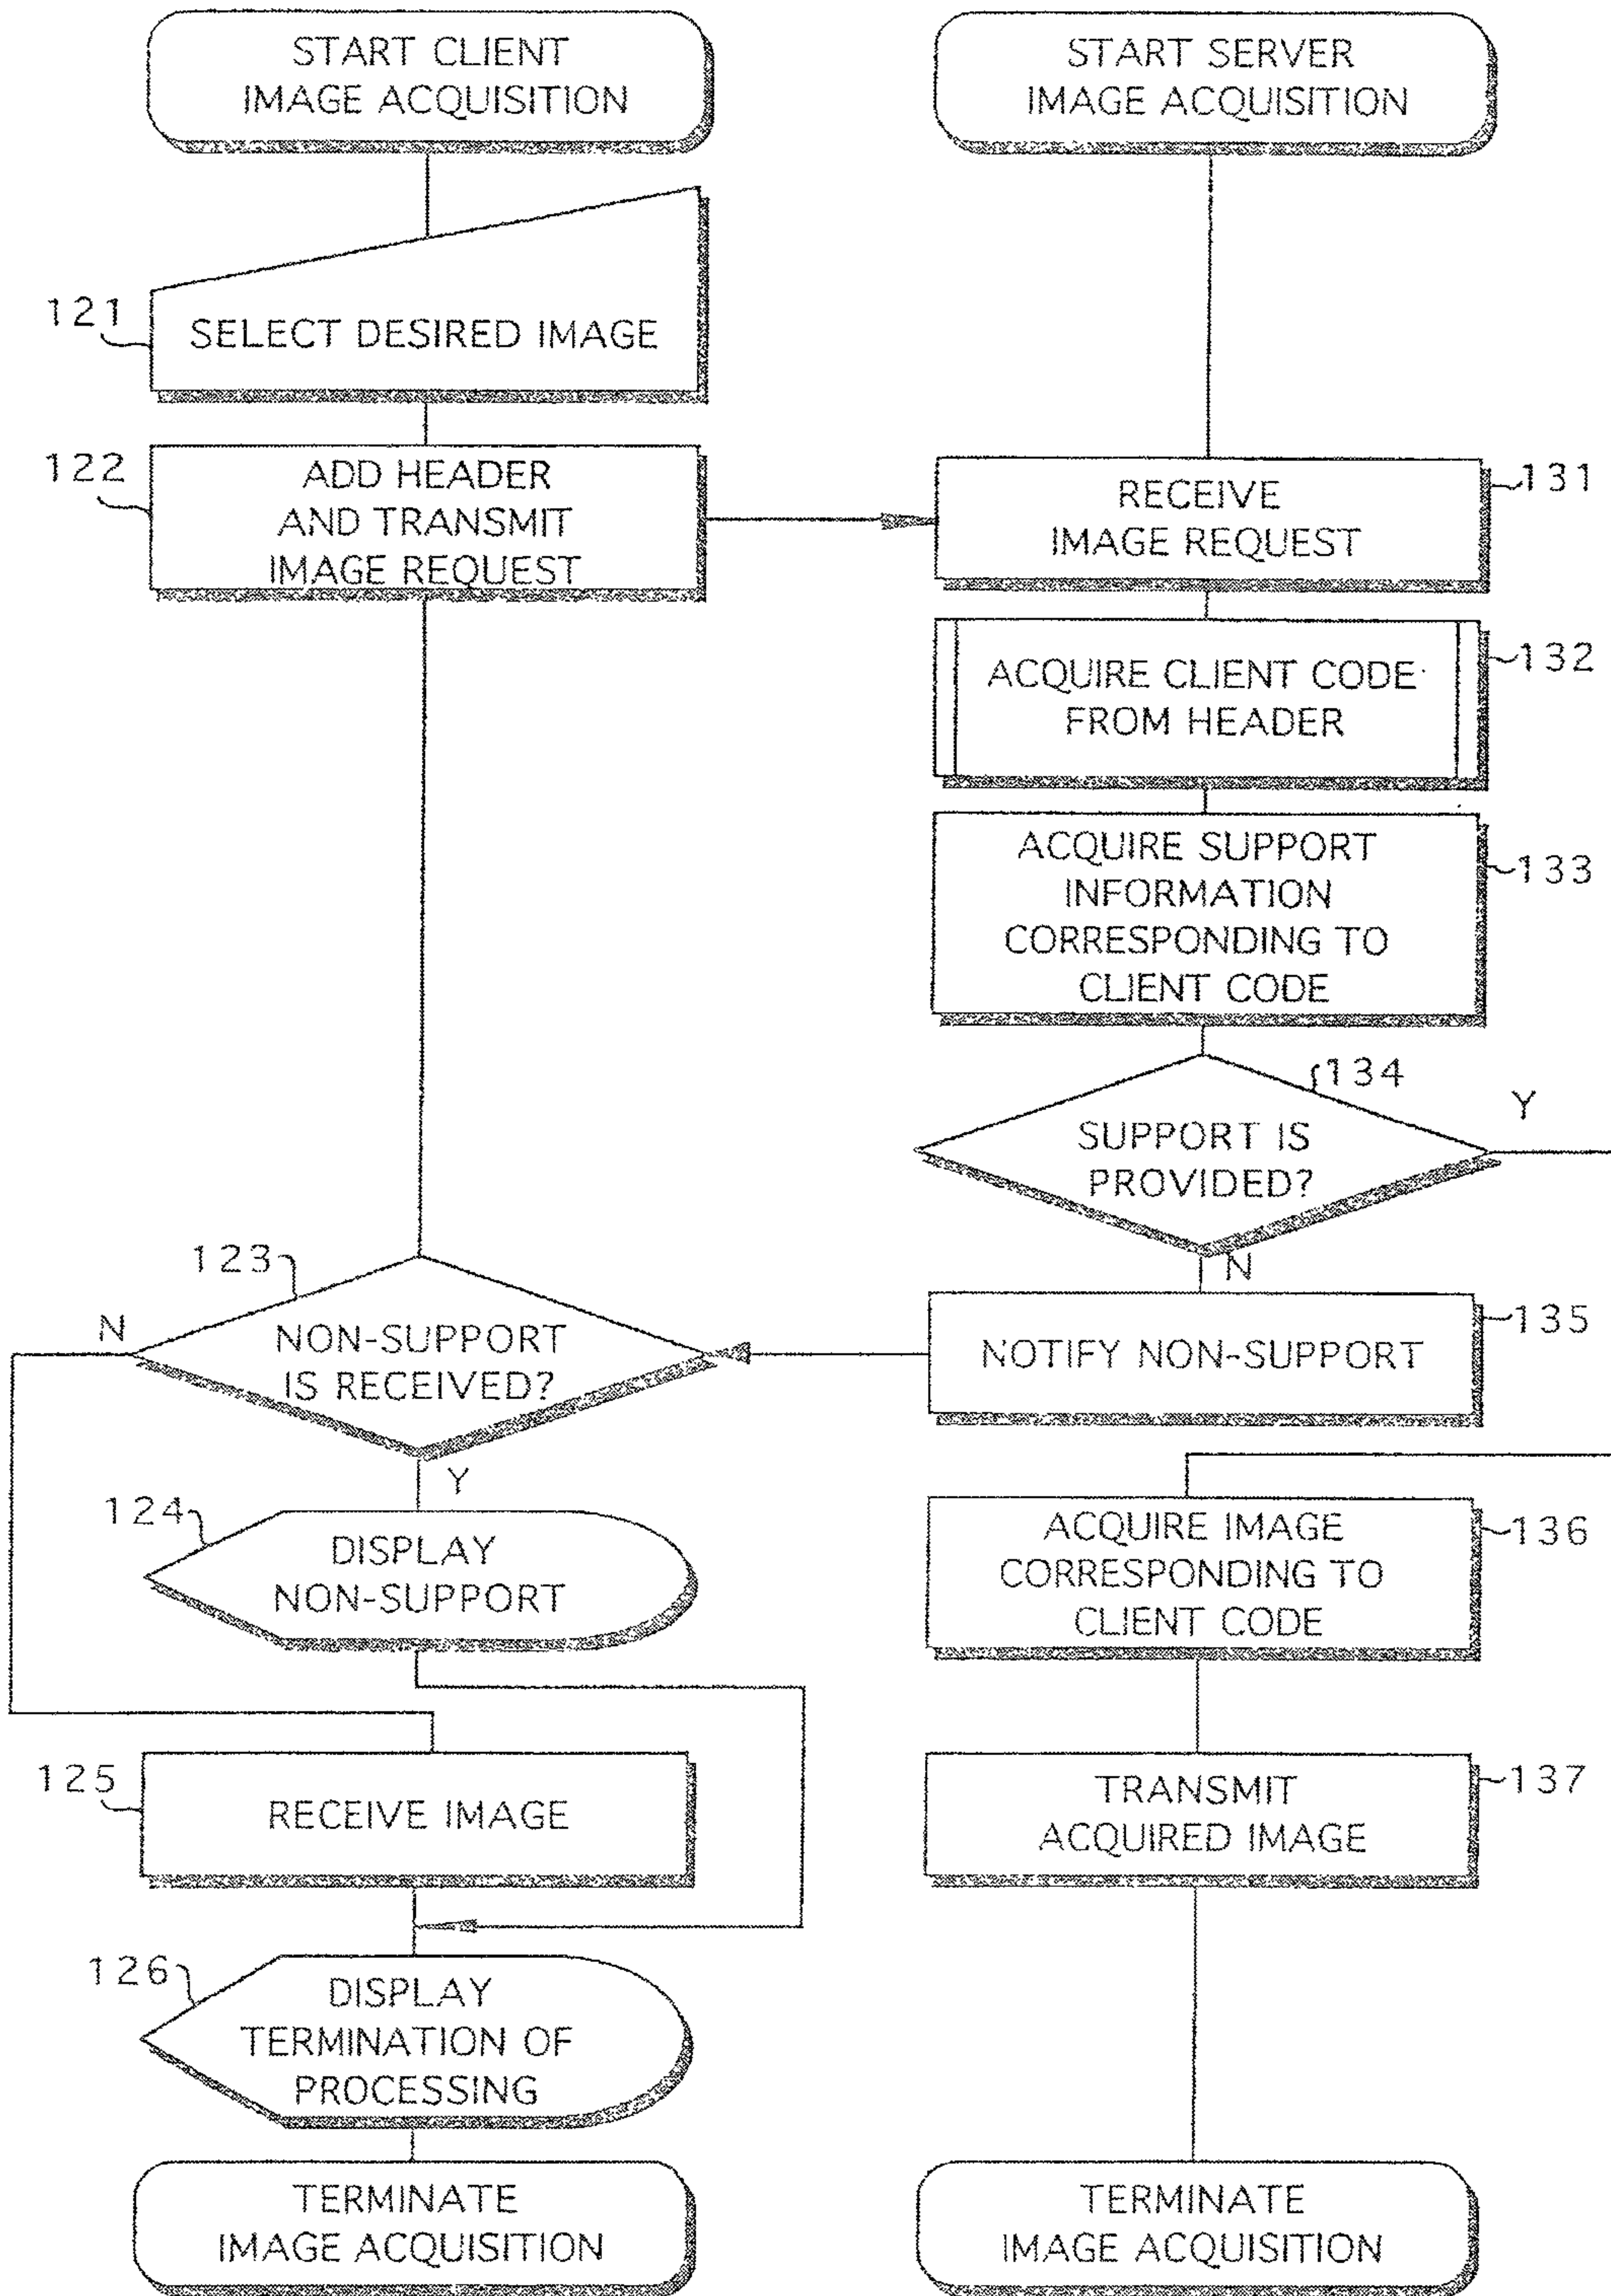 START CLIENT
IMAGE ACQUISITION
121
SELECT DESIRED IMAGE
122
ADD HEADER
AND TRANSMIT
IMAGE REQUEST
123
N
NON-SUPPORT
IS RECEIVED?
Y
124
DISPLAY
NON-SUPPORT
125
RECEIVE IMAGE
126
DISPLAY
TERMINATION OF
PROCESSING
TERMINATE
IMAGE ACQUISITION
START SERVER
IMAGE ACQUISITION
131
RECEIVE
IMAGE REQUEST
132
ACQUIRE CLIENT CODE
FROM HEADER
133
ACQUIRE SUPPORT
INFORMATION
CORRESPONDING TO
CLIENT CODE
134
Y
SUPPORT IS
PROVIDED?
N
135
NOTIFY NON-SUPPORT
136
ACQUIRE IMAGE
CORRESPONDING TO
CLIENT CODE
137
TRANSMIT
ACQUIRED IMAGE
TERMINATE
IMAGE ACQUISITION